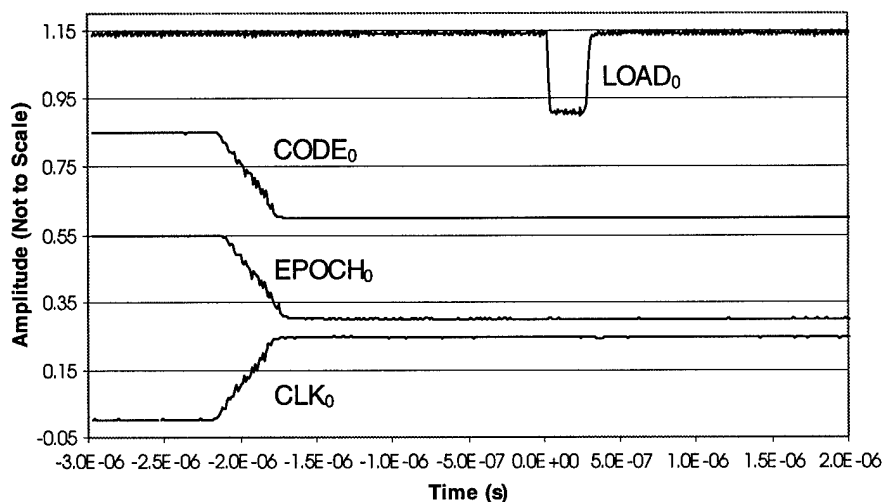 Amplitude (Not to Scale)
1.15
0.95
0.75
0.55
0.35
0.15
-0.05
LOAD₀
CODE₀
EPOCH₀
CLK₀
-3.0E-06 -2.5E-06 -2.0E-06 -1.5E-06 -1.0E-06 -5.0E-07 0.0E+00 5.0E-07 1.0E-06 1.5E-06 2.0E-06
Time (s)